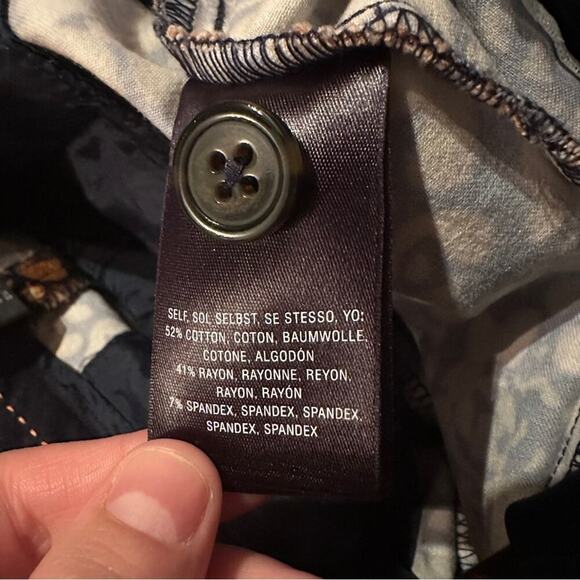 SELF, SOL, SELBST, SE STESSO, YO:
52% COTTON, COTON, BAUMWOLLE,
COTONE, ALGODÓN
41% RAYON, RAYONNE, REYON,
RAYON, RAYÓN
7% SPANDEX, SPANDEX, SPANDEX,
SPANDEX, SPANDEX